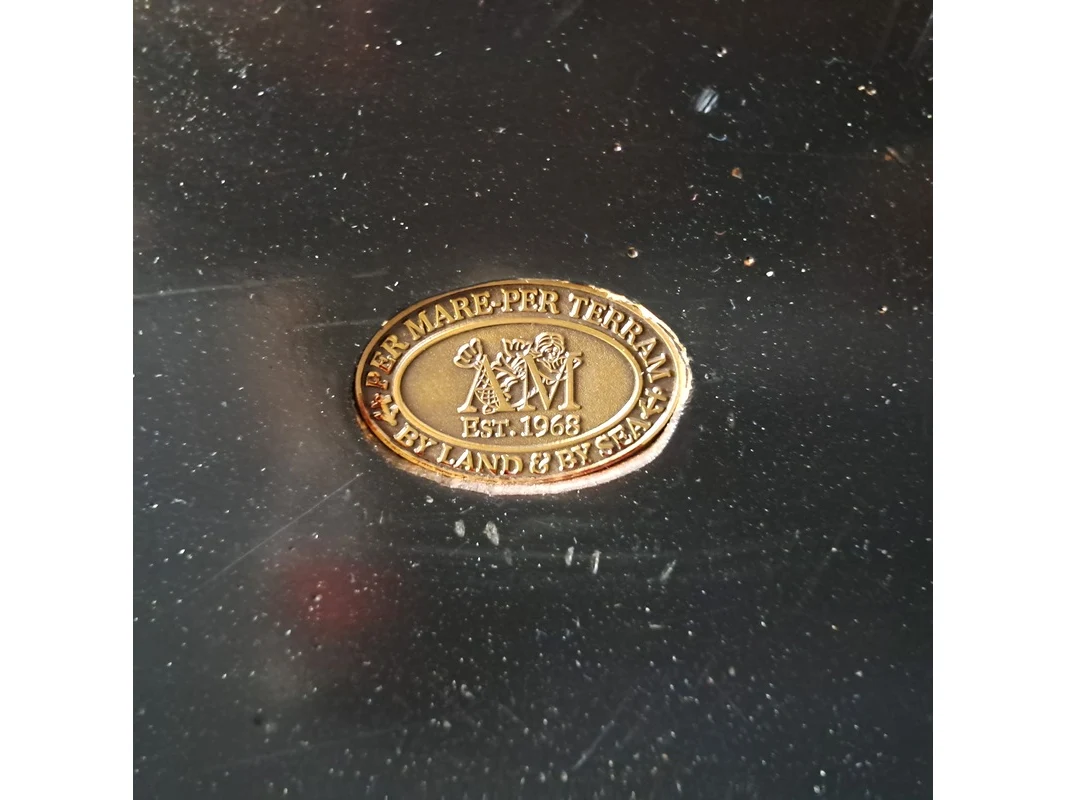 PER MARE-PER TERRAM
AM
EST. 1968
BY LAND & BY SEA